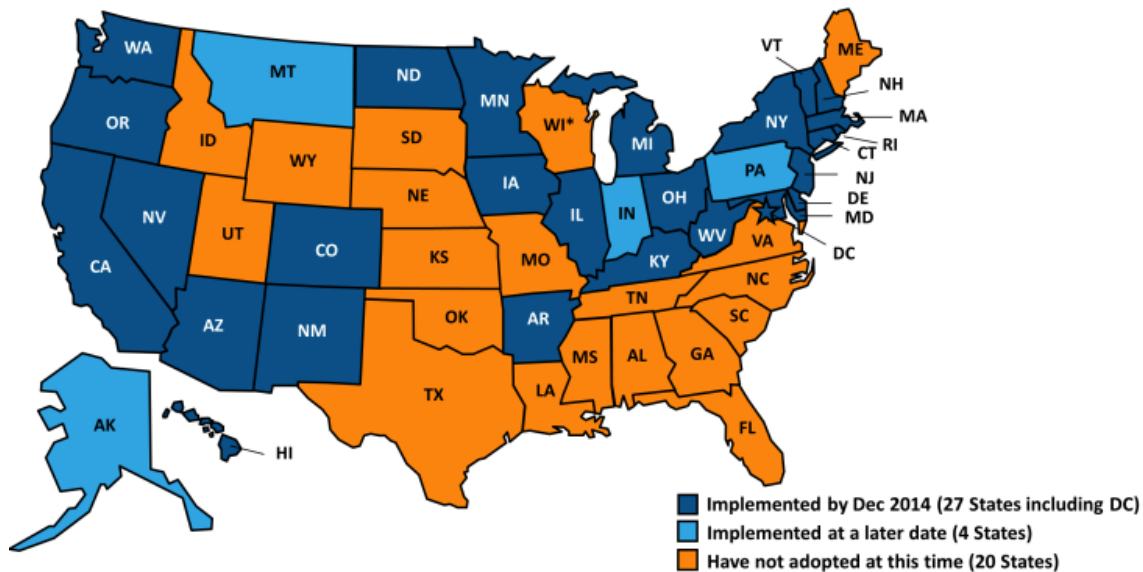 WA
MT
ND
MN
VT
ME
NH
MA
RI
CT
NJ
DE
MD
DC
OR
ID
WY
SD
WI*
MI
NY
PA
NV
UT
CO
NE
IA
IL
IN
OH
WV
VA
CA
KS
MO
KY
NC
AZ
NM
OK
AR
TN
SC
TX
LA
MS
AL
GA
FL
AK
HI
Implemented by Dec 2014 (27 States including DC)
Implemented at a later date (4 States)
Have not adopted at this time (20 States)